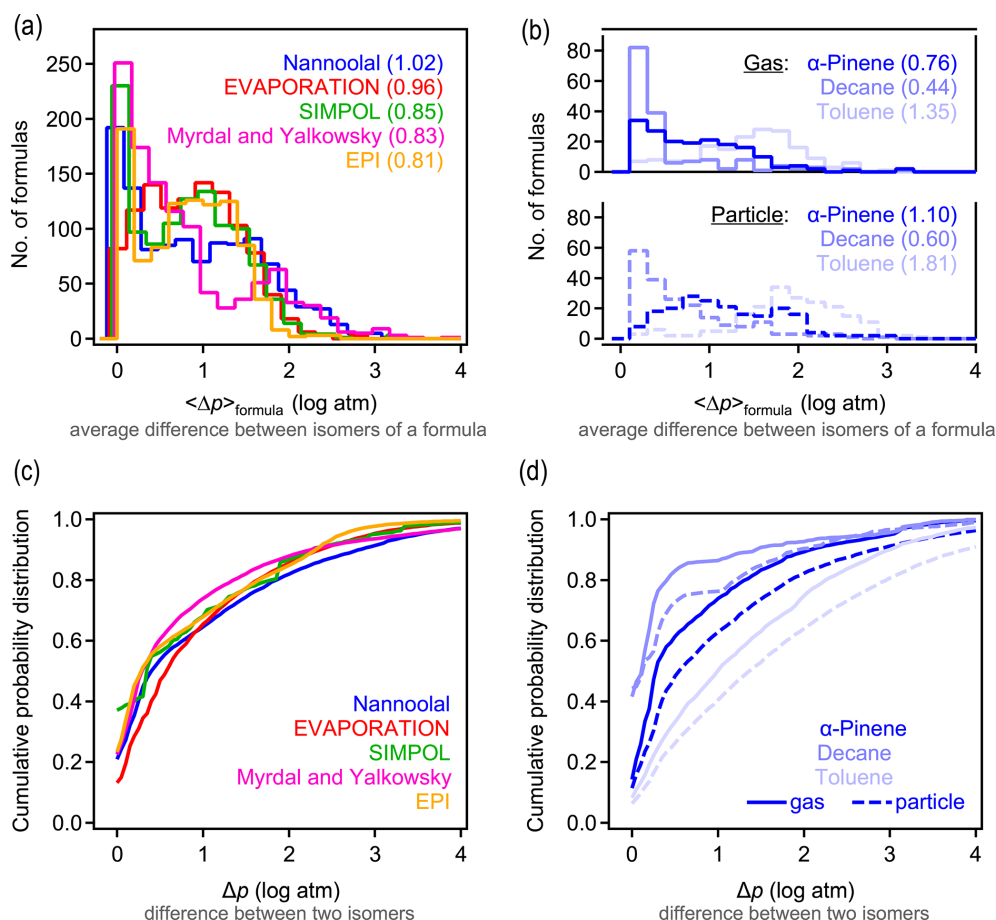 (a)
No. of formulas
250
200
150
100
50
0
Nannoolal (1.02)
EVAPORATION (0.96)
SIMPOL (0.85)
Myrdal and Yalkowsky (0.83)
EPI (0.81)
0 1 2 3 4
<Δp>formula (log atm)
average difference between isomers of a formula
(b)
No. of formulas
80
60
40
20
0
Gas: α-Pinene (0.76)
Decane (0.44)
Toluene (1.35)
No. of formulas
80
60
40
20
0
Particle: α-Pinene (1.10)
Decane (0.60)
Toluene (1.81)
0 1 2 3 4
<Δp>formula (log atm)
average difference between isomers of a formula
(c)
Cumulative probability distribution
1.0
0.8
0.6
0.4
0.2
0.0
Nannoolal
EVAPORATION
SIMPOL
Myrdal and Yalkowsky
EPI
0 1 2 3 4
Δp (log atm)
difference between two isomers
(d)
Cumulative probability distribution
1.0
0.8
0.6
0.4
0.2
0.0
α-Pinene
Decane
Toluene
gas particle
0 1 2 3 4
Δp (log atm)
difference between two isomers